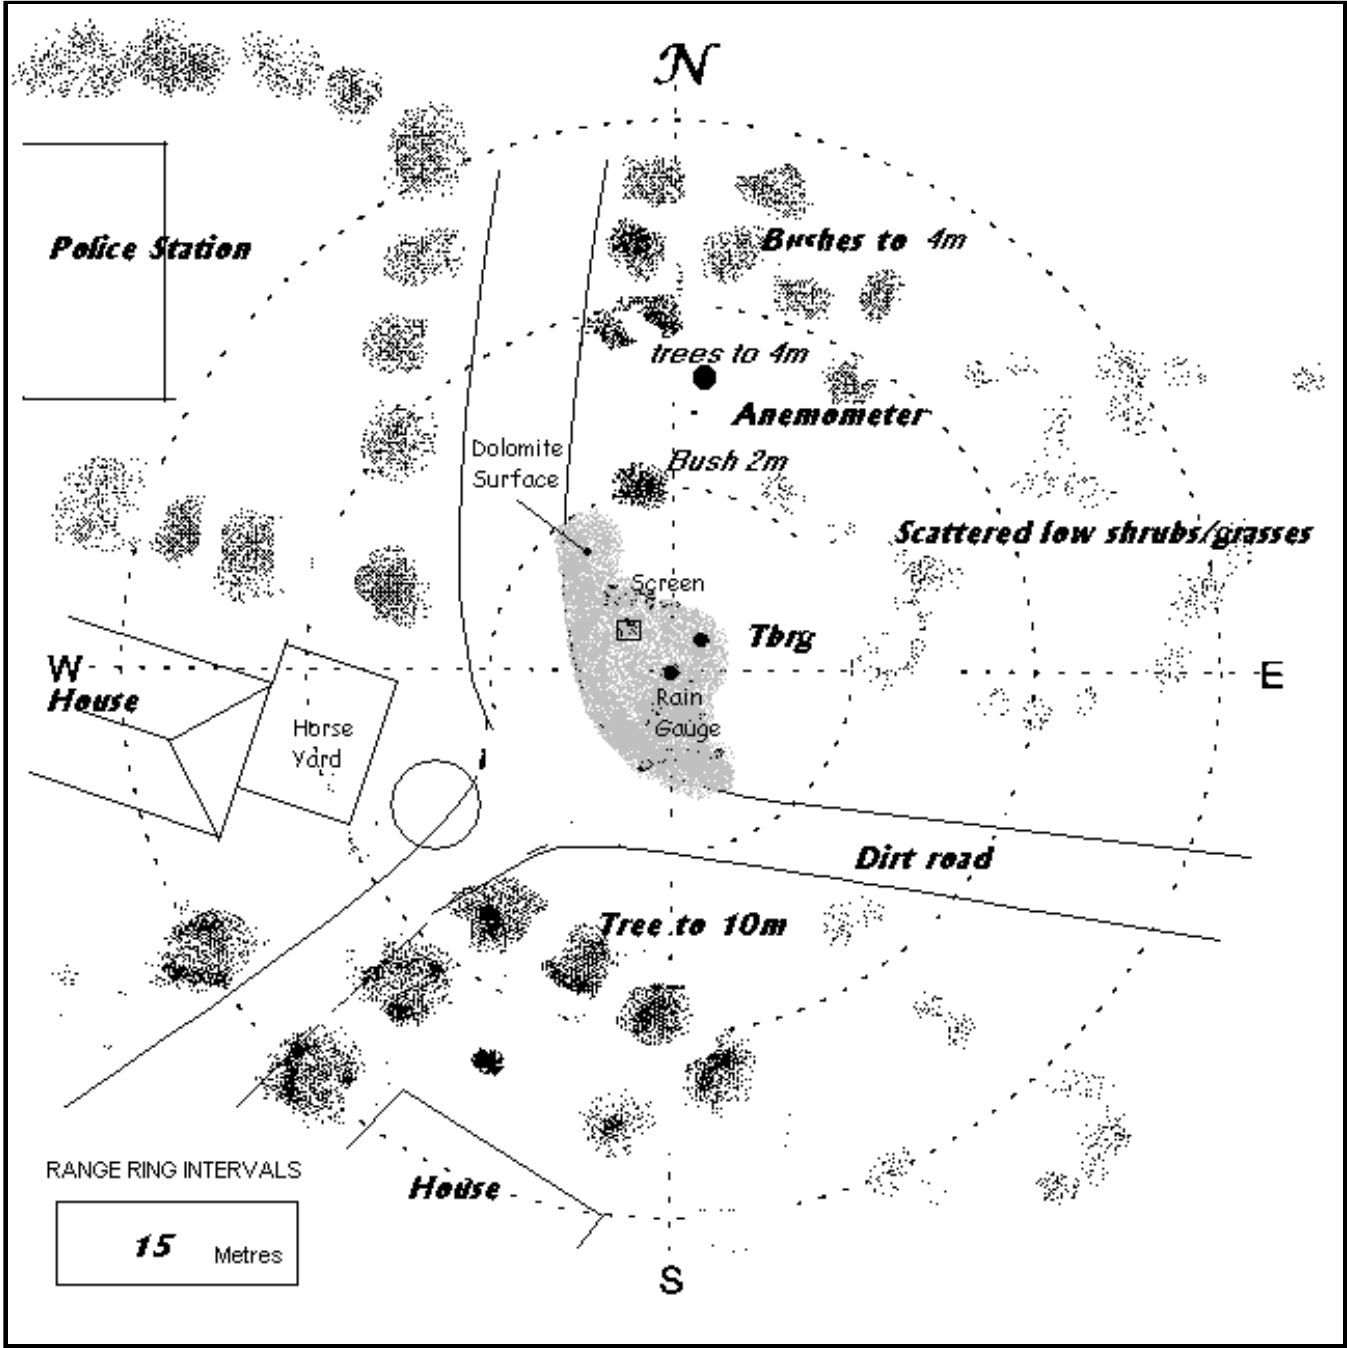 N
Police Station
Bushes to 4m
trees to 4m
Anemometer
Dolomite
Surface
Bush 2m
Scattered low shrubs/grasses
Screen
Tbrg
W
E
House
Rain
Gauge
Horse
Yard
Dirt road
Tree to 10m
RANGE RING INTERVALS
House
15 Metres
S